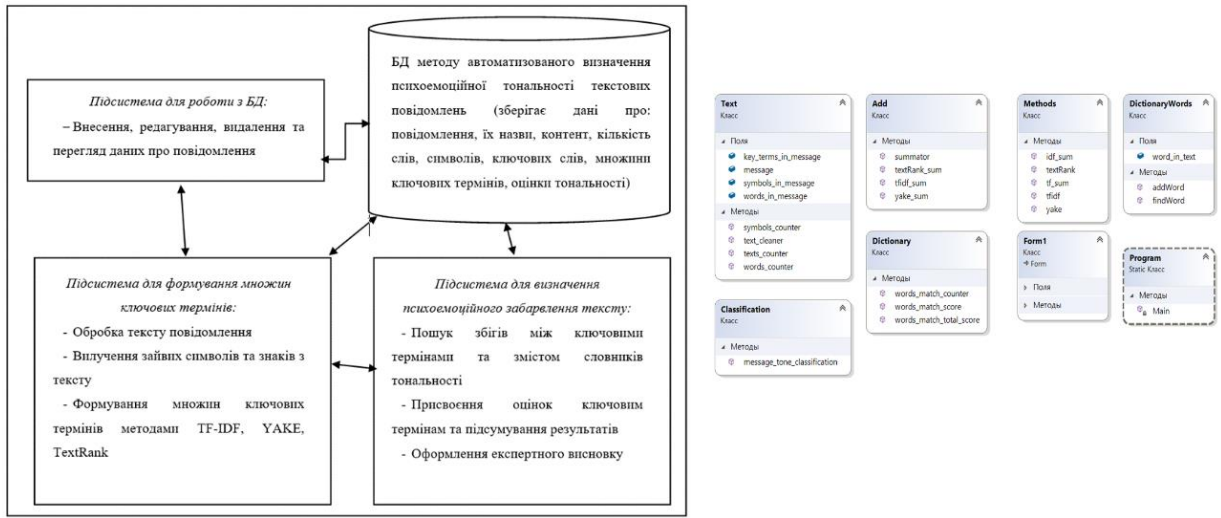 Підсистема для роботи з БД:
– Внесення, редагування, видалення та
перегляд даних про повідомлення
БД методу автоматизованого визначення
психоемоційної тональності текстових
повідомлень (зберігає дані про:
повідомлення, їх назви, контент, кількість
слів, символів, ключових слів, множини
ключових термінів, оцінки тональності)
Підсистема для формування множин
ключових термінів:
- Обробка тексту повідомлення
- Вилучення зайвих символів та знаків з
тексту
- Формування множин ключових
термінів методами TF-IDF, YAKE,
TextRank
Підсистема для визначення
психоемоційного забарвлення тексту:
- Пошук збігів між ключовими
термінами та змістом словників
тональності
- Присвоєння оцінок ключовим
термінам та підсумування результатів
- Оформлення експертного висновку
Text
Класс
Поля
key_terms_in_message
message
symbols_in_message
words_in_message
Методы
symbols_counter
text_cleaner
texts_counter
words_counter
Classification
Класс
Методы
message_tone_classification
Add
Класс
Методы
summator
textRank_sum
tfidf_sum
yake_sum
Dictionary
Класс
Методы
words_match_counter
words_match_score
words_match_total_score
Methods
Класс
Методы
idf_sum
textRank
tf_sum
tfidf
yake
Form1
Класс
Form
Поля
Методы
DictionaryWords
Класс
Поля
word_in_text
Методы
addWord
findWord
Program
Static Класс
Методы
Main